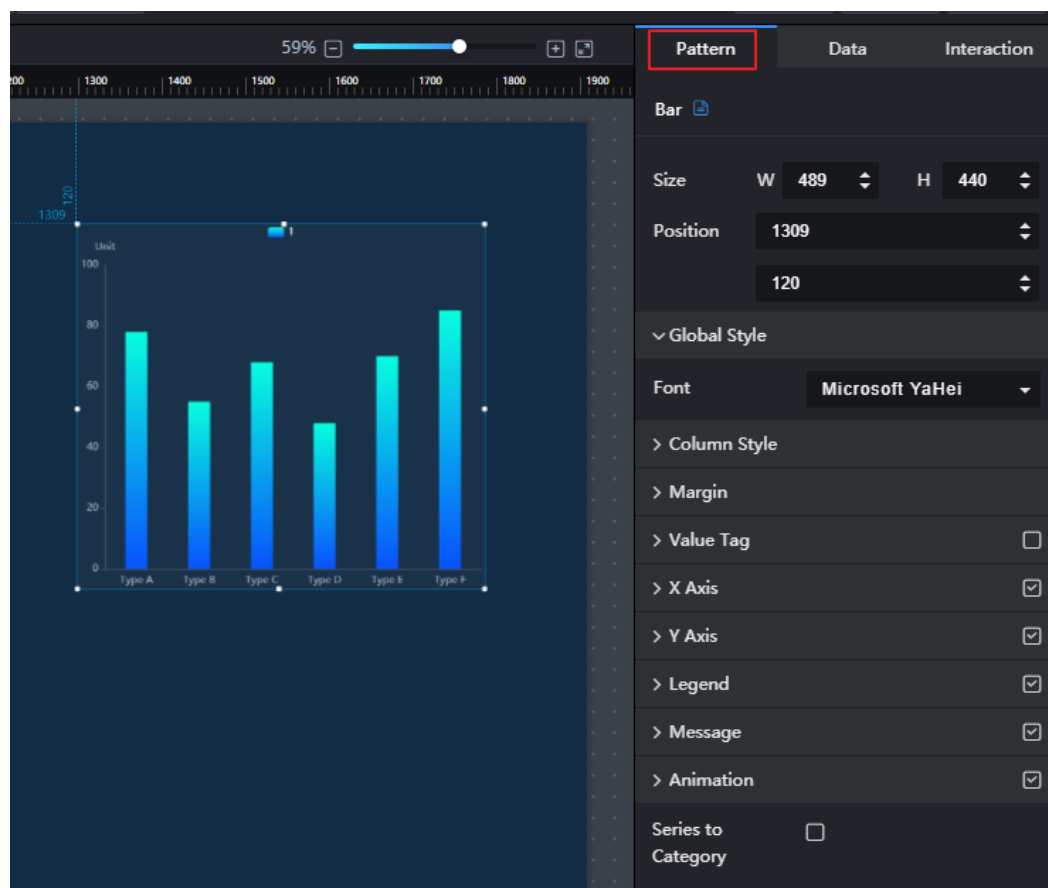 59%
Pattern Data Interaction
200 1300 1400 1500 1600 1700 1800 1900
Bar
Size W 489 H 440
Position 1309
120
Global Style
Font Microsoft YaHei
Column Style
Margin
Value Tag
X Axis
Y Axis
Legend
Message
Animation
Series to
Category
120
1309
1
Unit
100
80
60
40
20
0
Type A Type B Type C Type D Type E Type F